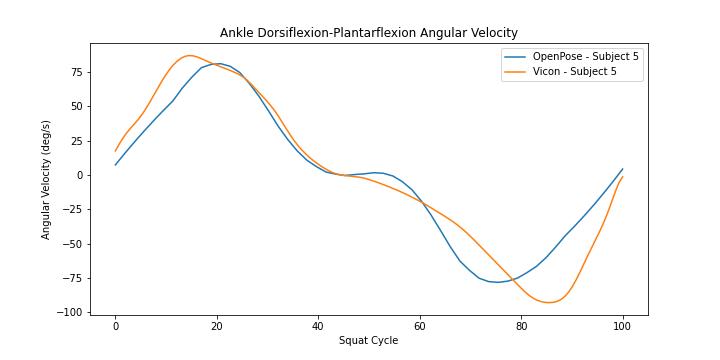 Ankle Dorsiflexion-Plantarflexion Angular Velocity
OpenPose - Subject 5
Vicon - Subject 5
Angular Velocity (deg/s)
75
50
25
0
−25
−50
−75
−100
0 20 40 60 80 100
Squat Cycle